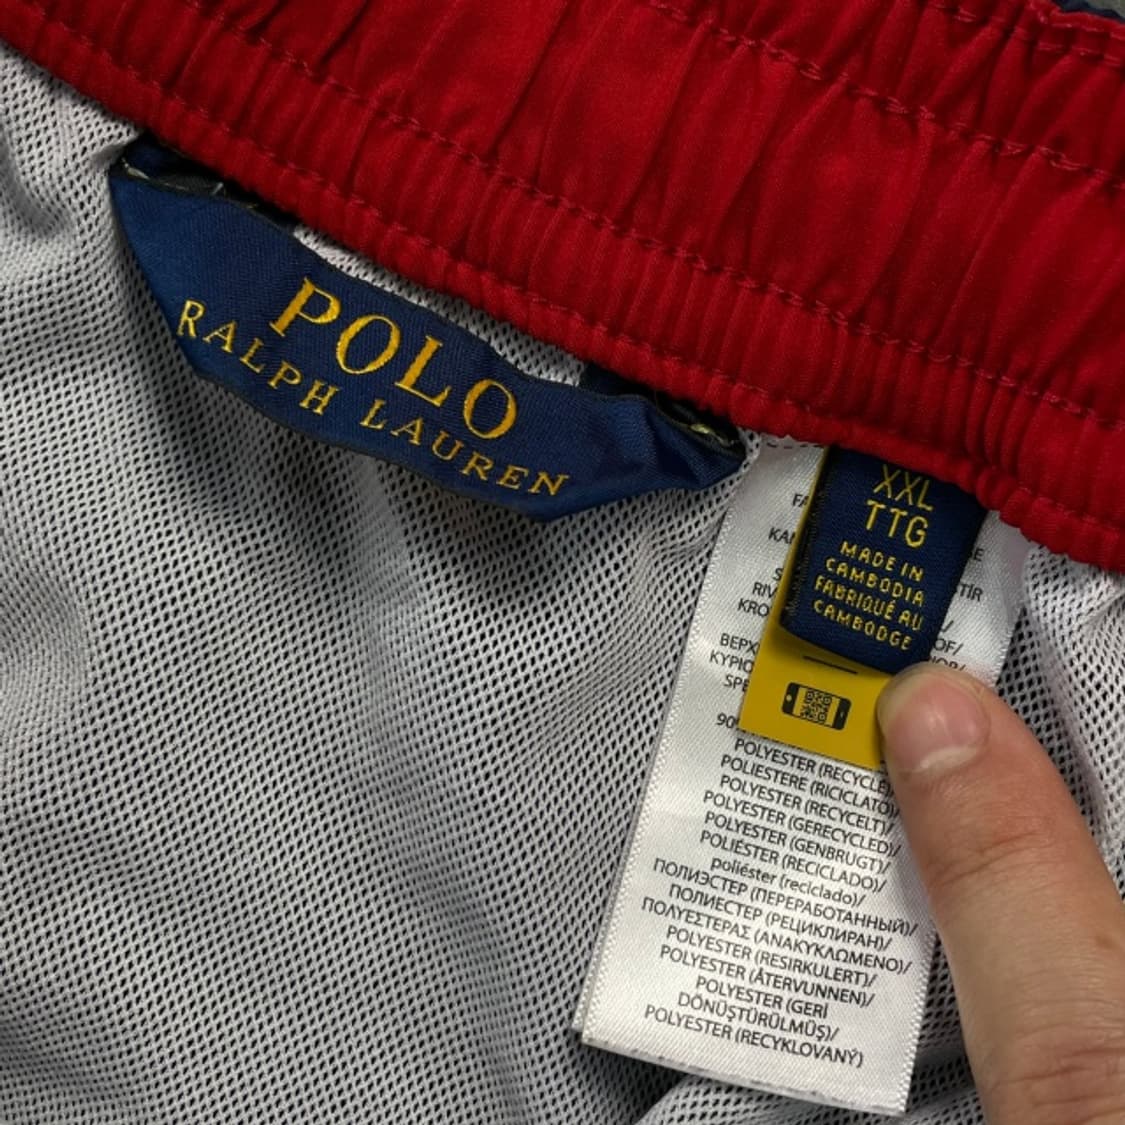 POLO
RALPH LAUREN
XXL
TTG
MADE IN
CAMBODIA
FABRIQUÉ AU
CAMBODGE
POLYESTER (RECYCLE)
POLIESTERE (RICICLATO)/
POLYESTER (RECYCELT)/
POLYESTER (GERECYCLED)/
POLYESTER (GENBRUGT)/
POLIÉSTER (RECICLADO)/
poliéster (reciclado)/
ПОЛИЭСТЕР (ПЕРЕРАБОТАННЫЙ)/
ПОЛИЕСТЕР (РЕЦИКЛИРАН)/
ΠΟΛΥΕΣΤΕΡΑΣ (ΑΝΑΚΥΚΛΩΜΕΝΟ)/
POLYESTER (RESIRKULERT)/
POLYESTER (ÅTERVUNNEN)/
POLYESTER (GERİ
DÖNÜŞTÜRÜLMÜŞ)/
POLYESTER (RECYKLOVANÝ)